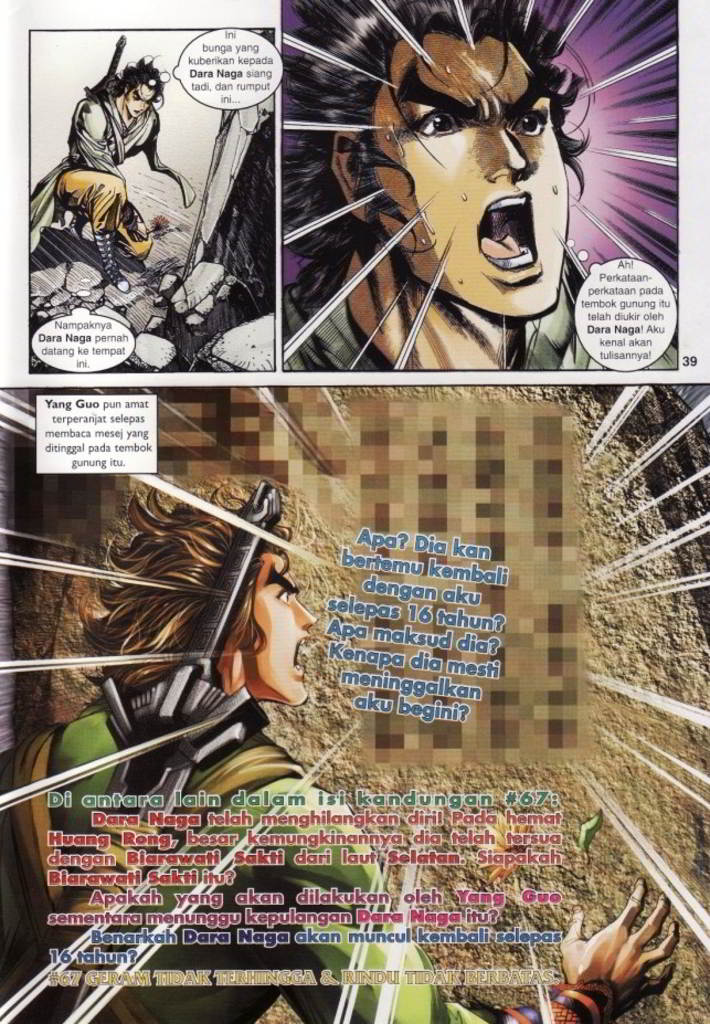 Ini
bunga yang
kuberikan kepada
Dara Naga siang
tadi, dan rumput
ini...
Nampaknya
Dara Naga pernah
datang ke tempat
ini.
Ah!
Perkataan-
perkataan pada
tembok gunung itu
telah diukir oleh
Dara Naga! Aku
kenal akan
tulisannya!
39
Yang Guo pun amat
terperanjat selepas
membaca mesej yang
ditinggal pada tembok
gunung itu.
Apa? Dia kan
bertemu kembali
dengan aku
selepas 16 tahun?
Apa maksud dia?
Kenapa dia mesti
meninggalkan
aku begini?
Di antara lain dalam isi kandungan #67:
Dara Naga telah menghilangkan diri! Pada hemat
Huang Rong, besar kemungkinannya dia telah tersua
dengan Biarawati Sakti dari laut Selatan. Siapakah
Biarawati Sakti itu?
Apakah yang akan dilakukan oleh Yang Guo
sementara menunggu kepulangan Dara Naga itu?
Benarkah Dara Naga akan muncul kembali selepas
16 tahun?
#67 GERAM TIDAK TERHINGGA & RINDU TIDAK BERBATAS.